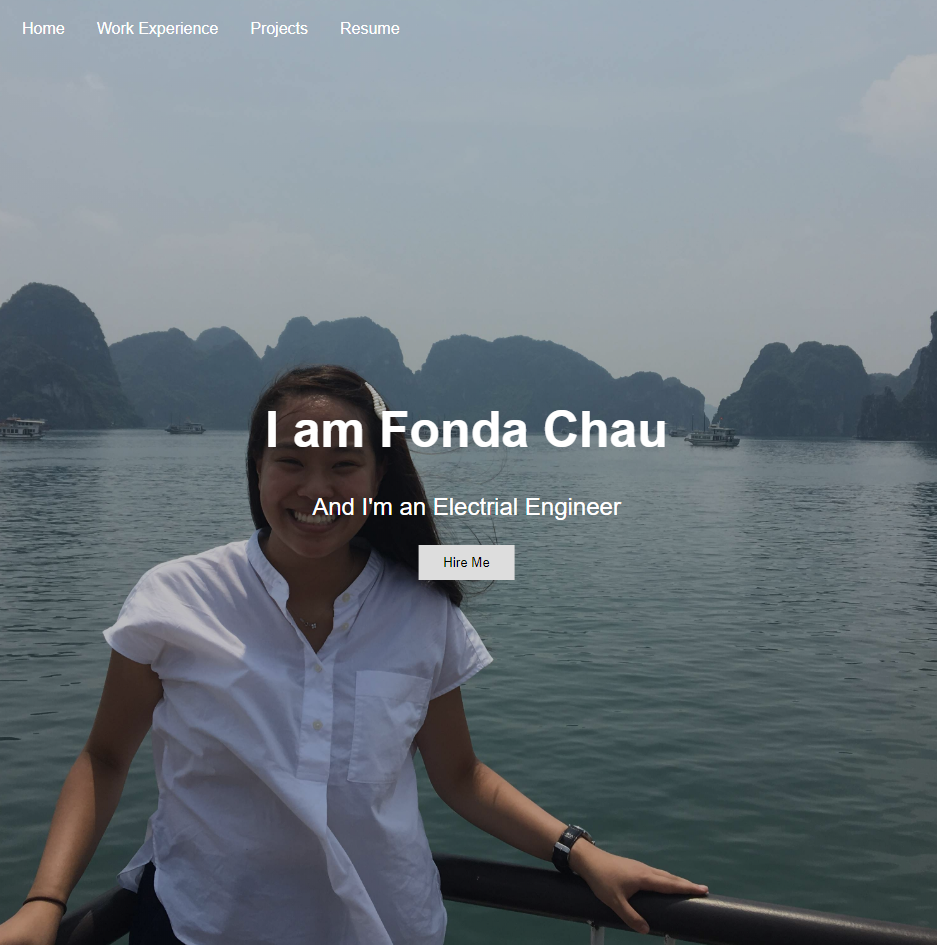 Home Work Experience Projects Resume
I am Fonda Chau
And I'm an Electrial Engineer
Hire Me